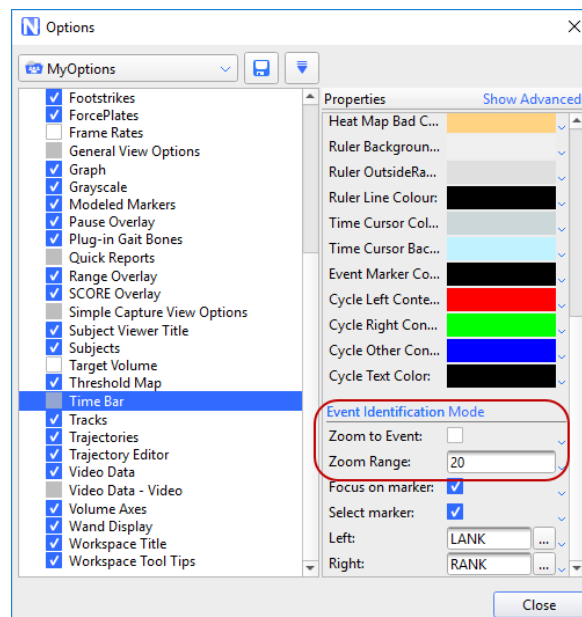 Options
MyOptions
Footstrikes
ForcePlates
Frame Rates
General View Options
Graph
Grayscale
Modeled Markers
Pause Overlay
Plug-in Gait Bones
Quick Reports
Range Overlay
SCORE Overlay
Simple Capture View Options
Subject Viewer Title
Subjects
Target Volume
Threshold Map
Time Bar
Tracks
Trajectories
Trajectory Editor
Video Data
Video Data - Video
Volume Axes
Wand Display
Workspace Title
Workspace Tool Tips
Properties Show Advanced
Heat Map Bad C...
Ruler Backgroun...
Ruler OutsideRa...
Ruler Line Colour:
Time Cursor Col...
Time Cursor Bac...
Event Marker Co...
Cycle Left Conte...
Cycle Right Con...
Cycle Other Con...
Cycle Text Color:
Event Identification Mode
Zoom to Event:
Zoom Range: 20
Focus on marker:
Select marker:
Left: LANK ...
Right: RANK ...
Close